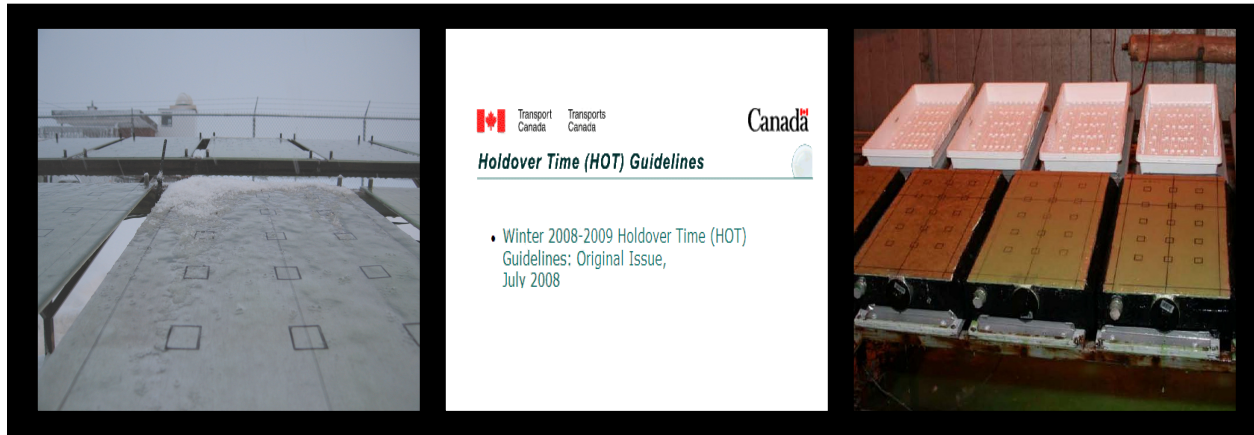 Transport Canada
Transports Canada
Canada
Holdover Time (HOT) Guidelines
• Winter 2008-2009 Holdover Time (HOT)
Guidelines: Original Issue,
July 2008